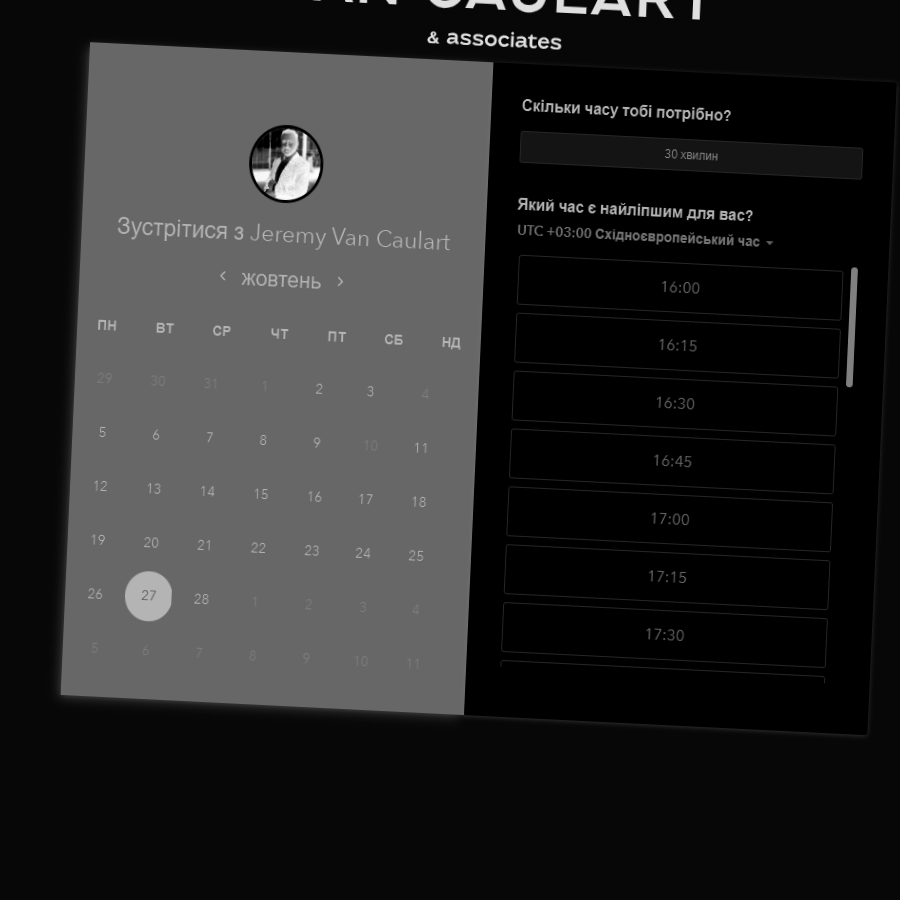 VAN CAULART
& associates
Зустрітися з Jeremy Van Caulart
жовтень
ПН ВТ СР ЧТ ПТ СБ НД
29 30 31 1 2 3 4
5 6 7 8 9 10 11
12 13 14 15 16 17 18
19 20 21 22 23 24 25
26 27 28 1 2 3 4
5 6 7 8 9 10 11
Скільки часу тобі потрібно?
30 хвилин
Який час є найліпшим для вас?
UTC +03:00 Східноєвропейський час
16:00
16:15
16:30
16:45
17:00
17:15
17:30